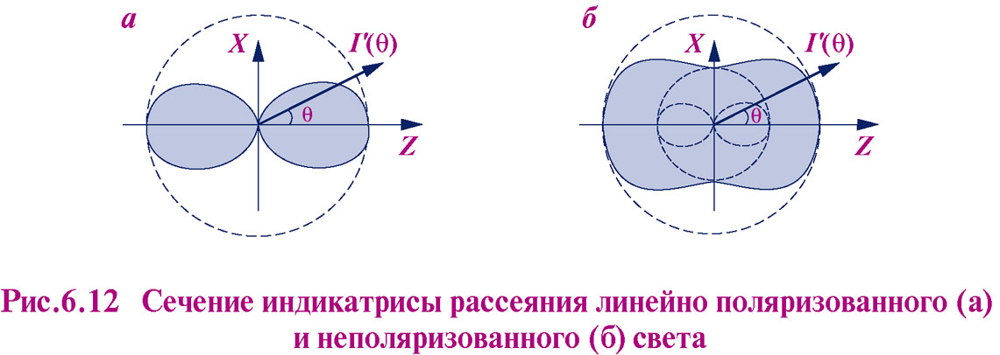 а
б
X
I'(θ)
θ
Z
X
I'(θ)
θ
Z
Рис.6.12 Сечение индикатрисы рассеяния линейно поляризованного (а)
и неполяризованного (б) света